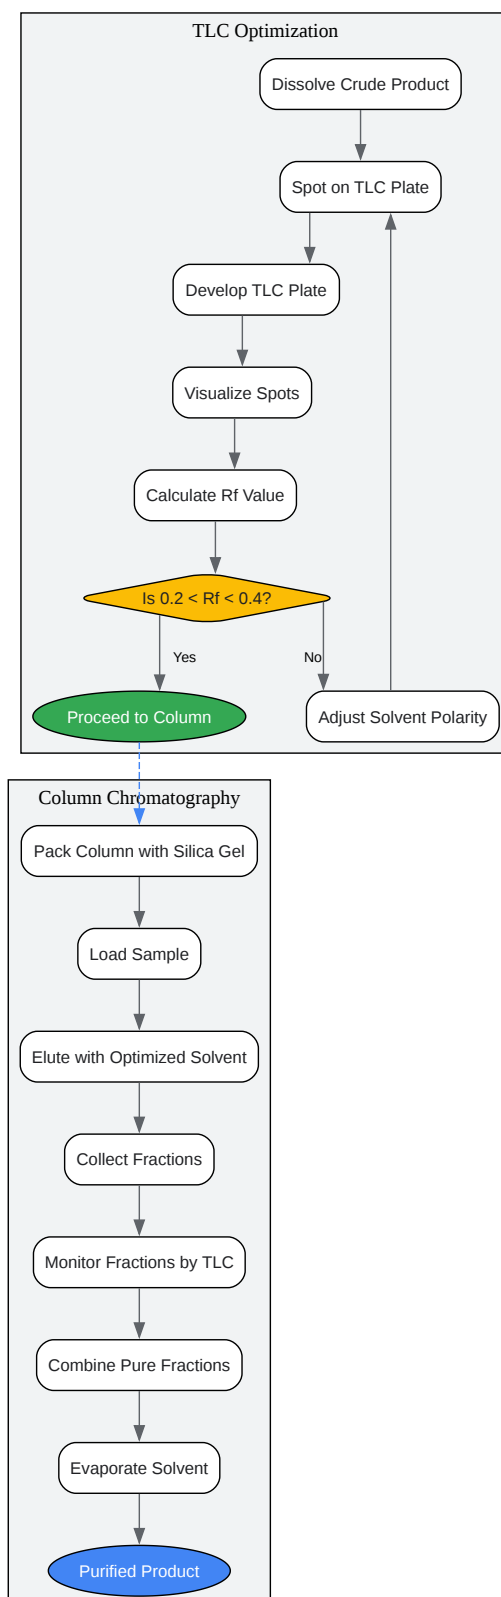 TLC Optimization
Dissolve Crude Product
Spot on TLC Plate
Develop TLC Plate
Visualize Spots
Calculate Rf Value
Is 0.2 < Rf < 0.4?
Yes
No
Proceed to Column
Adjust Solvent Polarity
Column Chromatography
Pack Column with Silica Gel
Load Sample
Elute with Optimized Solvent
Collect Fractions
Monitor Fractions by TLC
Combine Pure Fractions
Evaporate Solvent
Purified Product